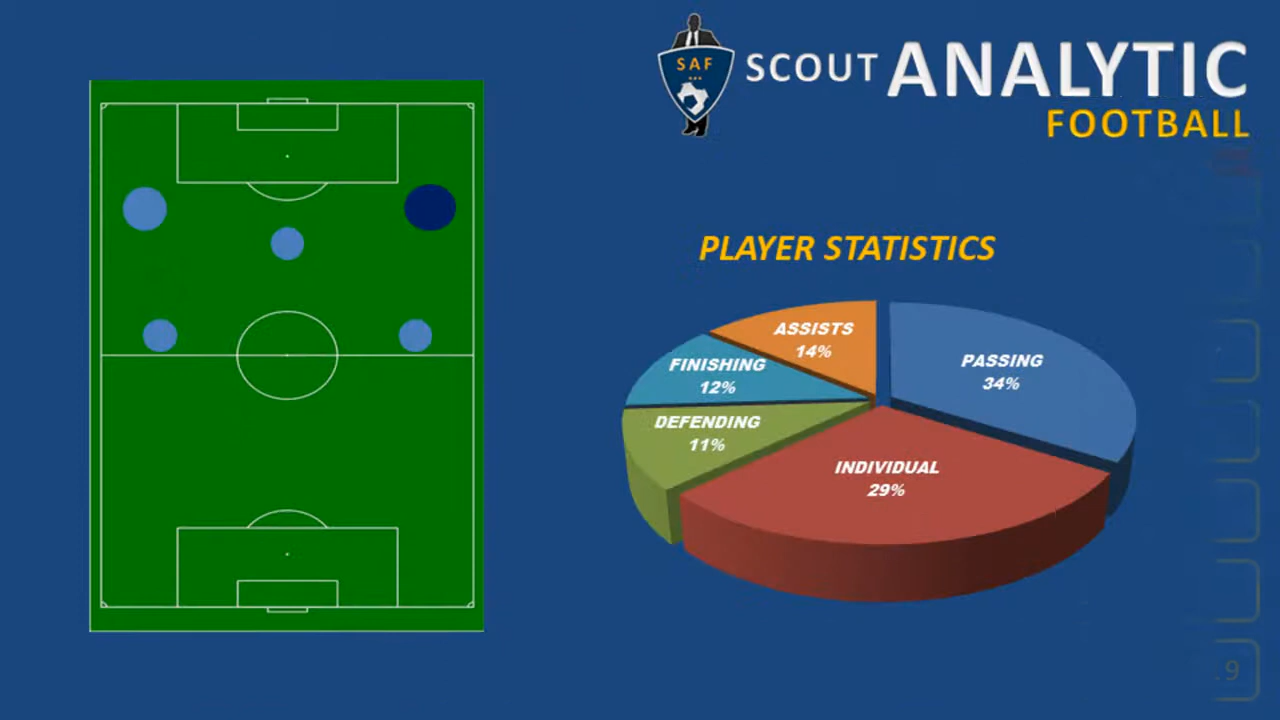 SAF
SCOUT ANALYTIC
FOOTBALL
PLAYER STATISTICS
ASSISTS
14%
PASSING
34%
FINISHING
12%
DEFENDING
11%
INDIVIDUAL
29%
9